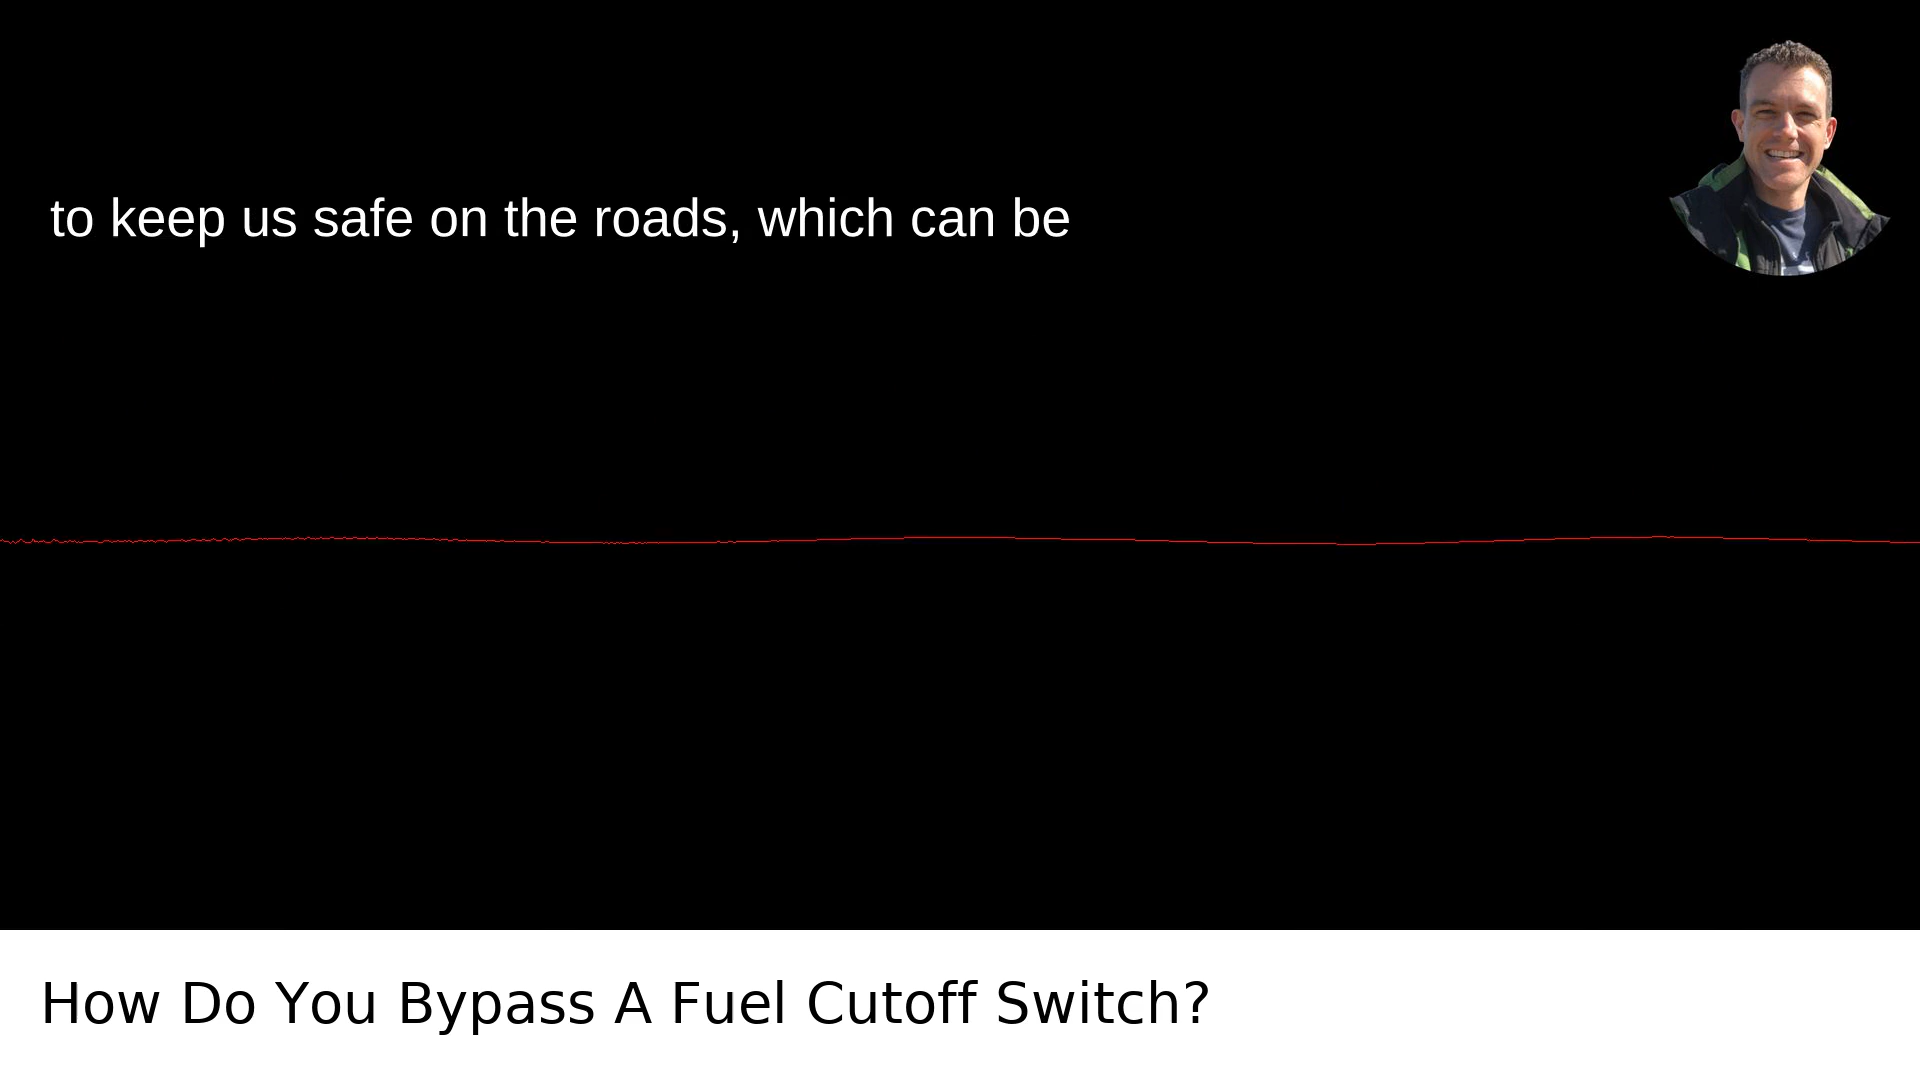 to keep us safe on the roads, which can be
How Do You Bypass A Fuel Cutoff Switch?